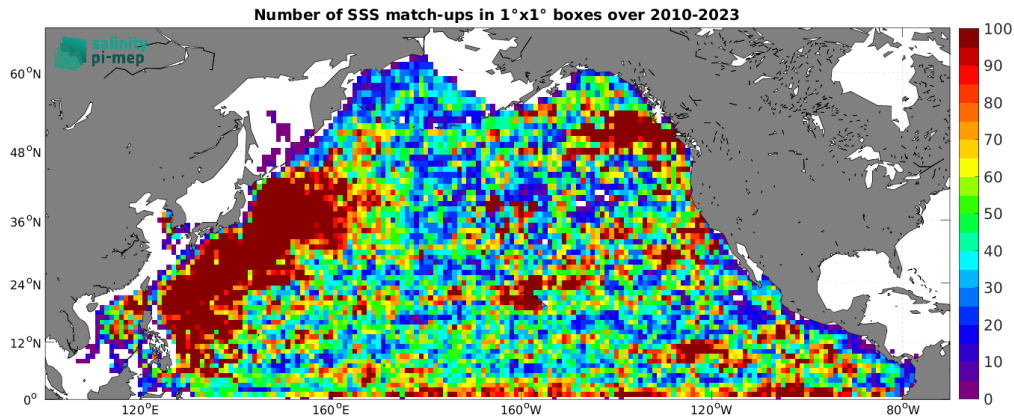 Number of SSS match-ups in 1°x1° boxes over 2010-2023
salinity
pi-mep
60°N
48°N
36°N
24°N
12°N
0°
120°E
160°E
160°W
120°W
80°W
100
90
80
70
60
50
40
30
20
10
0